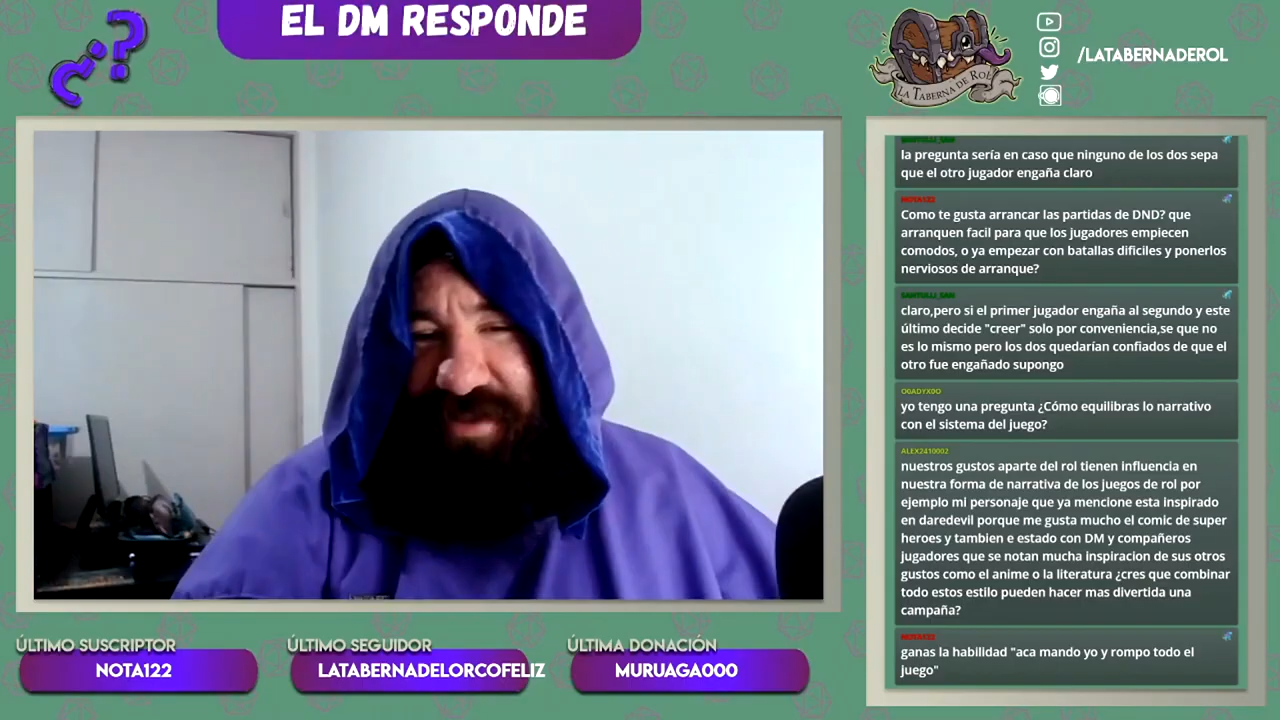 ¿?
EL DM RESPONDE
LA TABERNA DE ROL
/LATABERNADEROL
la pregunta sería en caso que ninguno de los dos sepa
que el otro jugador engaña claro
NOTA122
Como te gusta arrancar las partidas de DND? que
arranquen facil para que los jugadores empiecen
comodos, o ya empezar con batallas dificiles y ponerlos
nerviosos de arranque?
claro,pero si el primer jugador engaña al segundo y este
último decide "creer" solo por conveniencia,se que no
es lo mismo pero los dos quedarían confiados de que el
otro fue engañado supongo
yo tengo una pregunta ¿Cómo equilibras lo narrativo
con el sistema del juego?
ALEX2410002
nuestros gustos aparte del rol tienen influencia en
nuestra forma de narrativa de los juegos de rol por
ejemplo mi personaje que ya mencione esta inspirado
en daredevil porque me gusta mucho el comic de super
heroes y tambien e estado con DM y compañeros
jugadores que se notan mucha inspiracion de sus otros
gustos como el anime o la literatura ¿cres que combinar
todo estos estilo pueden hacer mas divertida una
campaña?
NOTA122
ganas la habilidad "aca mando yo y rompo todo el
juego"
ÚLTIMO SUSCRIPTOR
NOTA122
ÚLTIMO SEGUIDOR
LATABERNADELORCOFELIZ
ÚLTIMA DONACIÓN
MURUAGA000